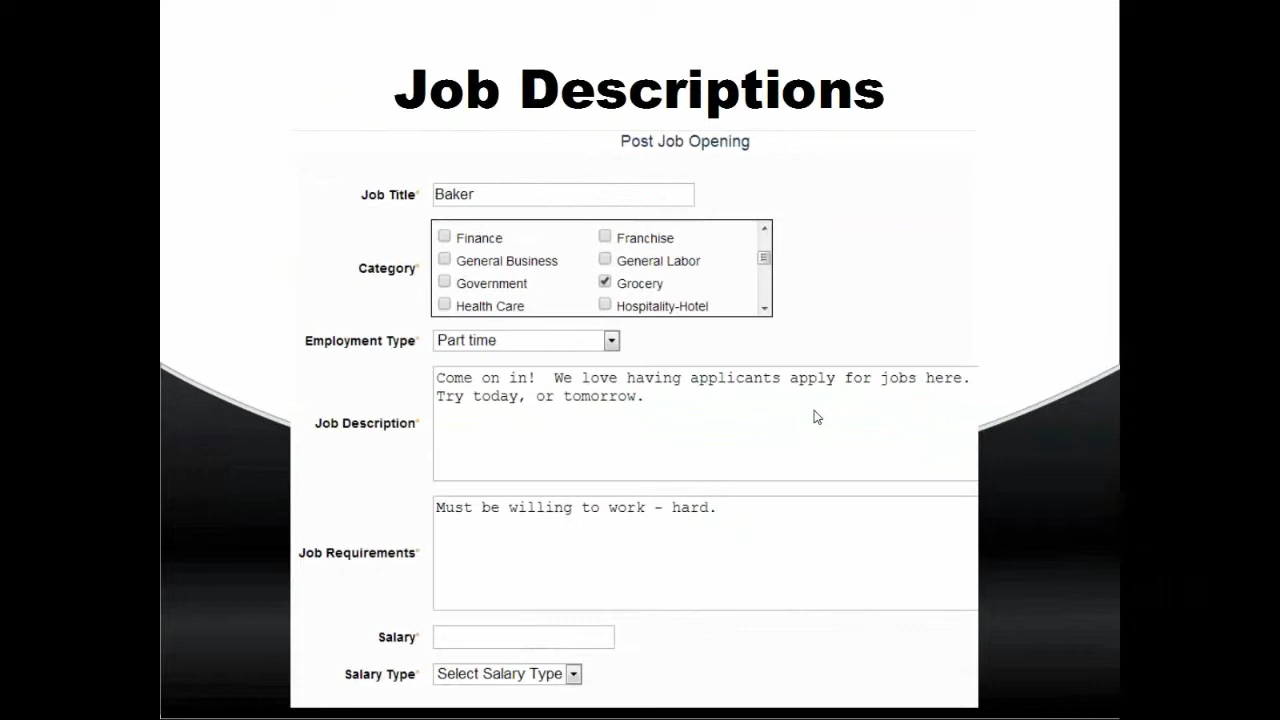 Job Descriptions
Post Job Opening
Job Title* Baker
Finance Franchise
General Business General Labor
Category*
Government Grocery
Health Care Hospitality-Hotel
Employment Type* Part time
Come on in!  We love having applicants apply for jobs here.
Try today, or tomorrow.
Job Description*
Must be willing to work - hard.
Job Requirements*
Salary*
Salary Type* Select Salary Type